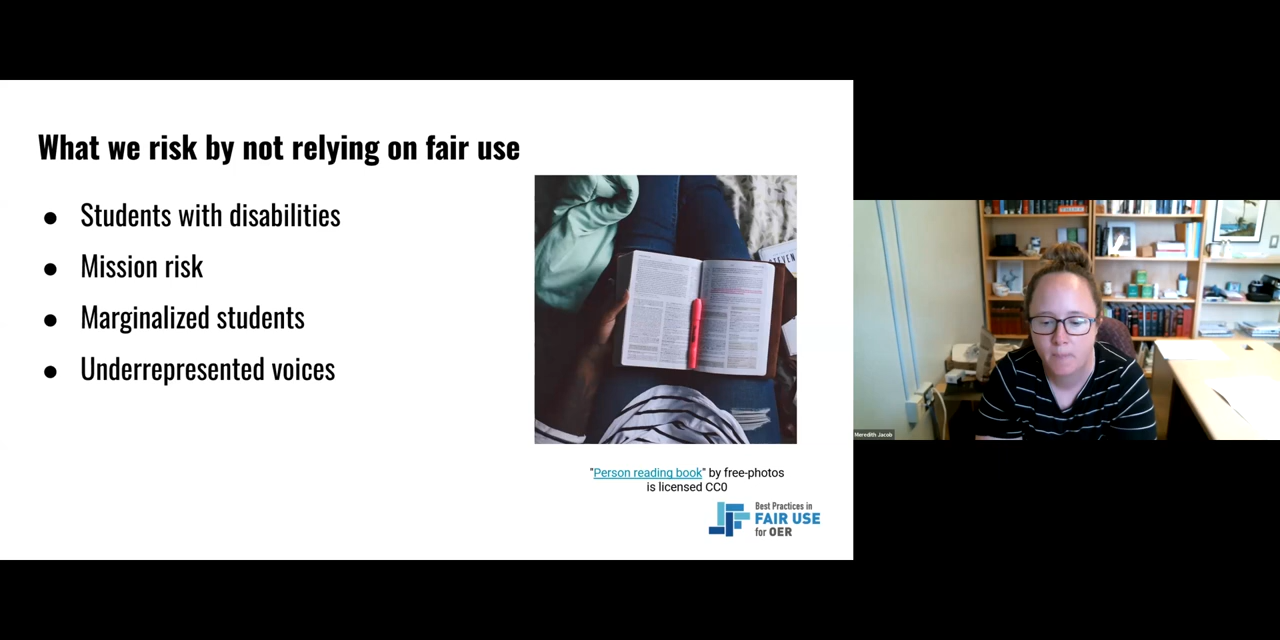 What we risk by not relying on fair use
● Students with disabilities
● Mission risk
● Marginalized students
● Underrepresented voices
STEVEN
"Person reading book" by free-photos
is licensed CC0
Best Practices in
FAIR USE
for OER
Meredith Jacob